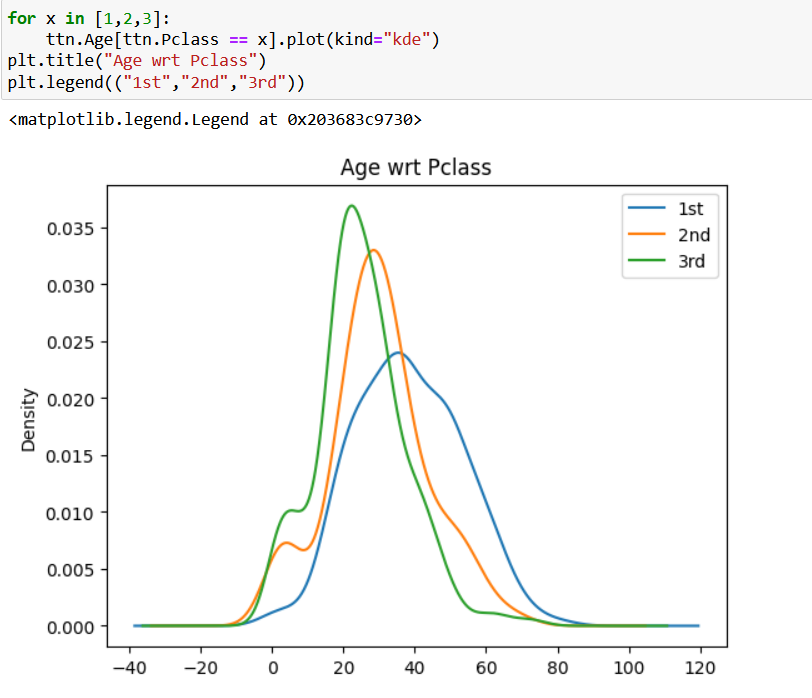 for x in [1,2,3]:
    ttn.Age[ttn.Pclass == x].plot(kind="kde")
plt.title("Age wrt Pclass")
plt.legend(("1st","2nd","3rd"))
<matplotlib.legend.Legend at 0x203683c9730>
Age wrt Pclass
1st
2nd
3rd
0.035
0.030
0.025
0.020
0.015
0.010
0.005
0.000
Density
−40 −20 0 20 40 60 80 100 120